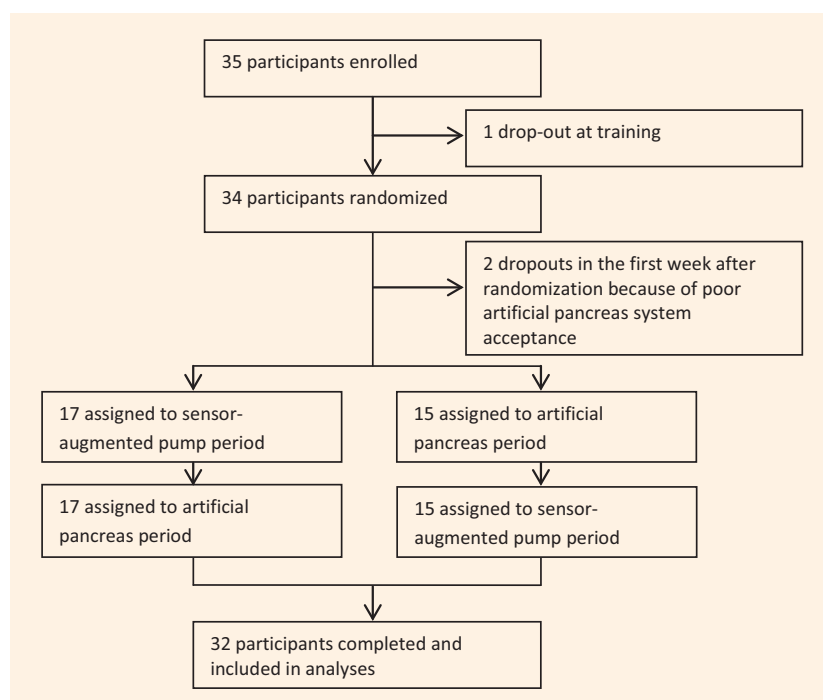 35 participants enrolled
1 drop-out at training
34 participants randomized
2 dropouts in the first week after
randomization because of poor
artificial pancreas system
acceptance
17 assigned to sensor-
augmented pump period
15 assigned to artificial
pancreas period
17 assigned to artificial
pancreas period
15 assigned to sensor-
augmented pump period
32 participants completed and
included in analyses